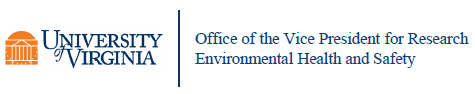 UNIVERSITY
of VIRGINIA
Office of the Vice President for Research
Environmental Health and Safety